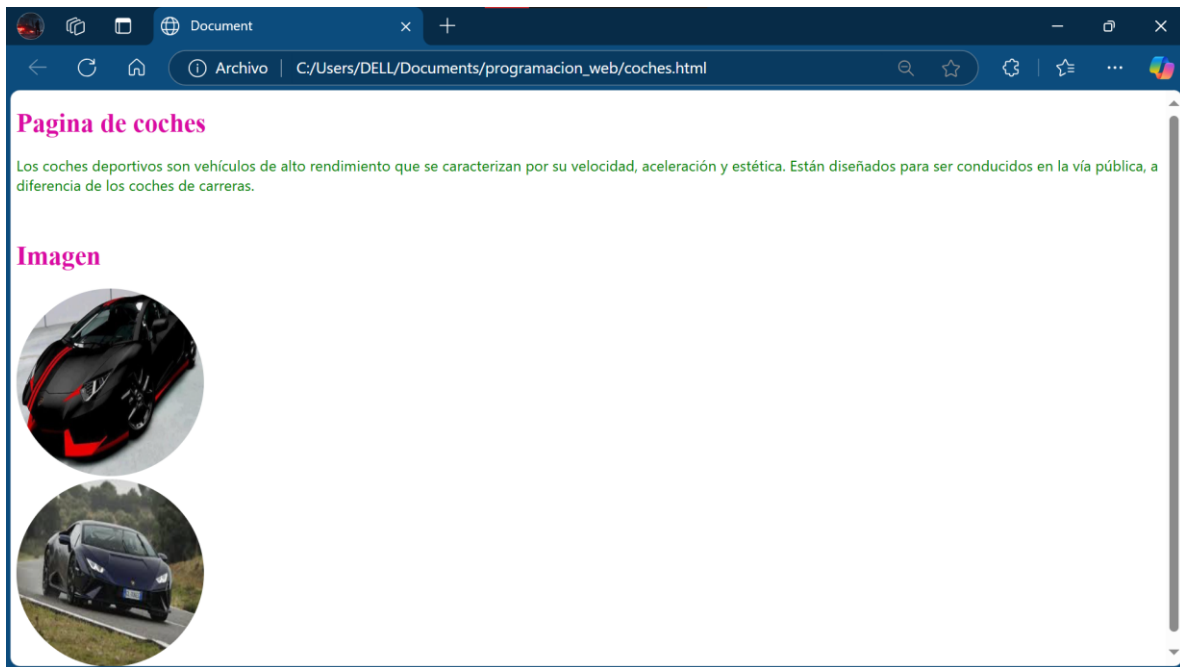 Document
Archivo | C:/Users/DELL/Documents/programacion_web/coches.html
Pagina de coches
Los coches deportivos son vehículos de alto rendimiento que se caracterizan por su velocidad, aceleración y estética. Están diseñados para ser conducidos en la vía pública, a
diferencia de los coches de carreras.
Imagen